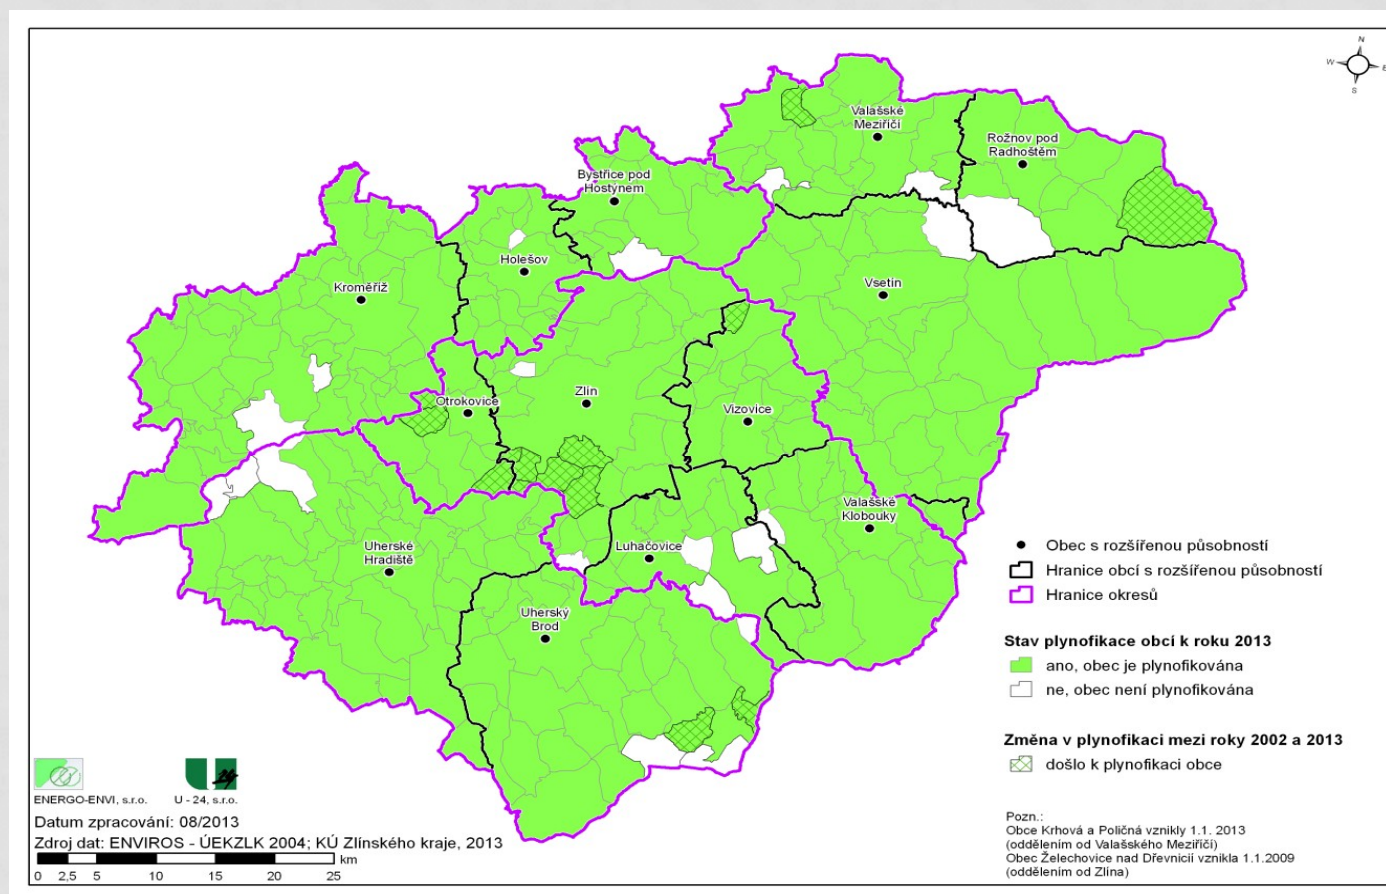 N
W
E
S
Valašské
Meziříčí
Rožnov pod
Radhoštěm
Bystřice pod
Hostýnem
Holešov
Kroměříž
Vsetín
Otrokovice
Zlín
Vizovice
Valašské
Klobouky
Uherské
Hradiště
Luhačovice
Uherský
Brod
Obec s rozšířenou působností
Hranice obcí s rozšířenou působností
Hranice okresů
Stav plynofikace obcí k roku 2013
ano, obec je plynofikována
ne, obec není plynofikována
Změna v plynofikaci mezi roky 2002 a 2013
došlo k plynofikaci obce
Pozn.:
Obce Krhová a Poličná vznikly 1.1. 2013
(oddělením od Valašského Meziříčí)
Obec Želechovice nad Dřevnicií vznikla 1.1.2009
(oddělením od Zlína)
ENERGO-ENVI, s.r.o.
U - 24, s.r.o.
Datum zpracování: 08/2013
Zdroj dat: ENVIROS - ÚEKZLK 2004; KÚ Zlínského kraje, 2013
km
0 2,5 5 10 15 20 25